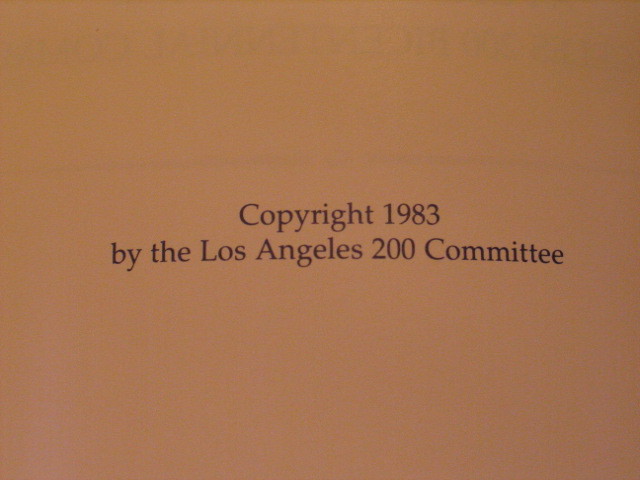 Copyright 1983
by the Los Angeles 200 Committee